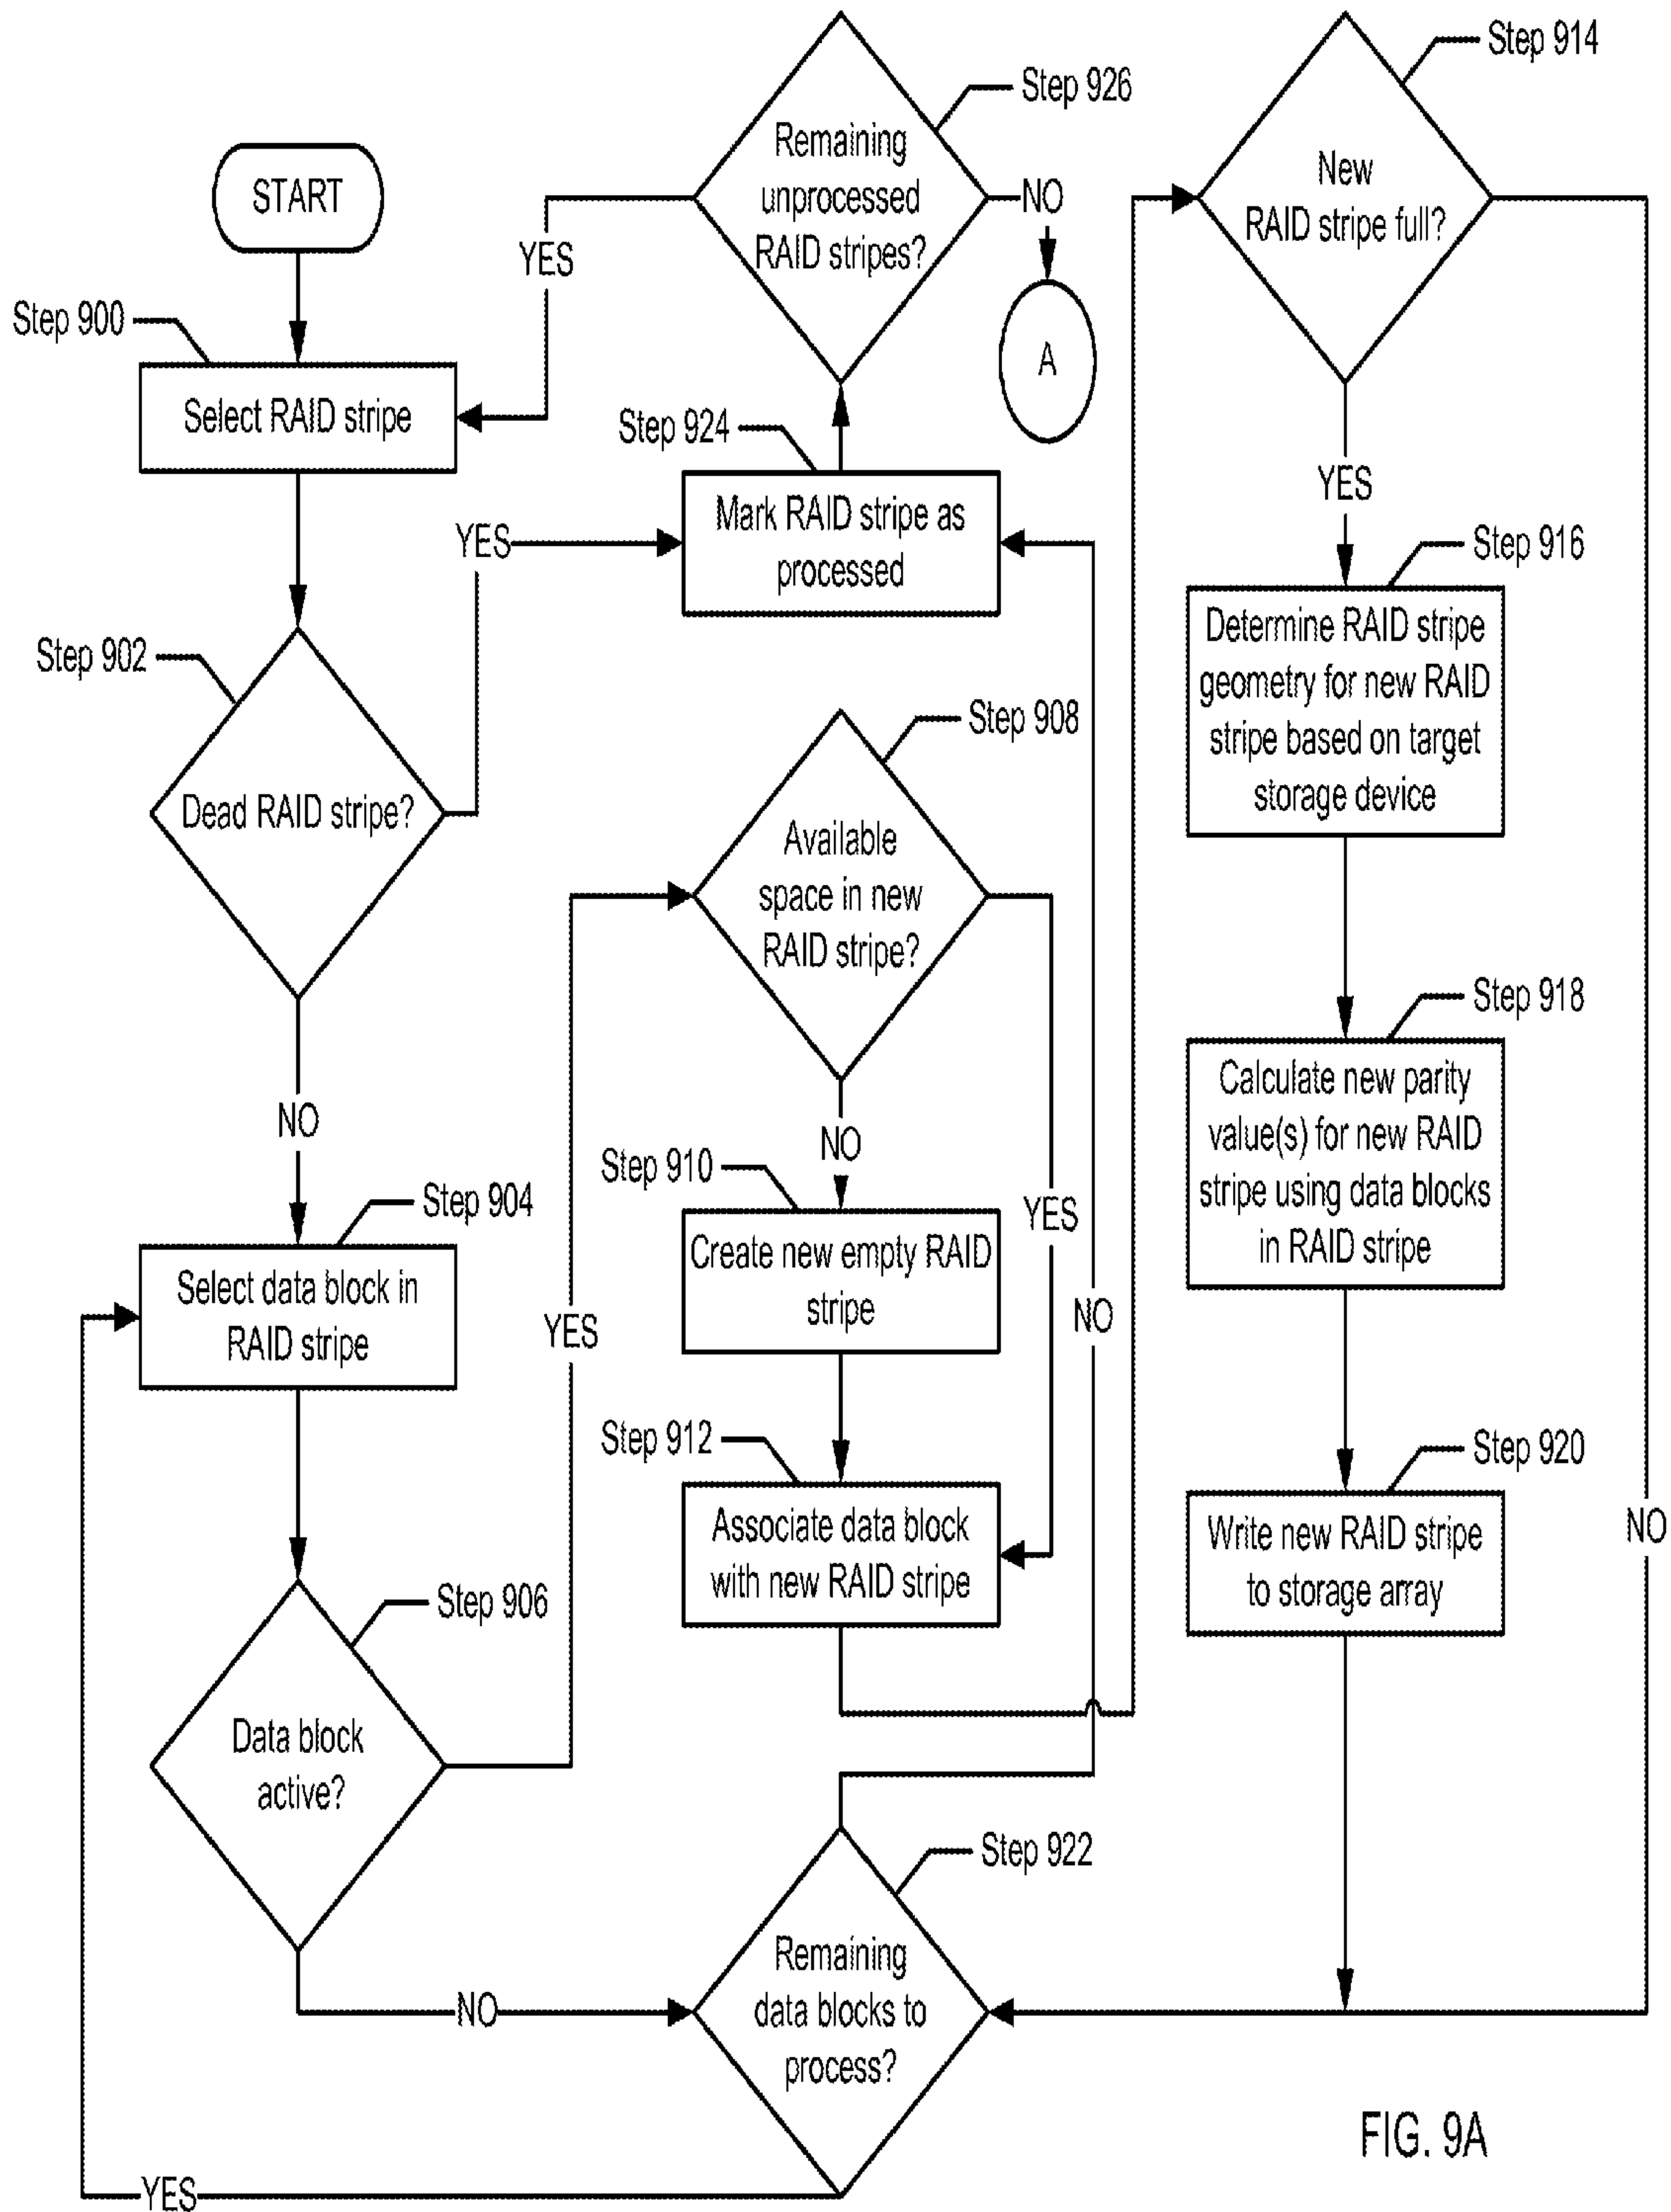 START
Step 900
Select RAID stripe
Step 902
Dead RAID stripe?
YES
NO
Step 904
Select data block in
RAID stripe
Step 906
Data block
active?
YES
NO
Step 908
Available
space in new
RAID stripe?
NO
YES
Step 910
Create new empty RAID
stripe
Step 912
Associate data block
with new RAID stripe
Step 914
New
RAID stripe full?
YES
NO
Step 916
Determine RAID stripe
geometry for new RAID
stripe based on target
storage device
Step 918
Calculate new parity
value(s) for new RAID
stripe using data blocks
in RAID stripe
Step 920
Write new RAID stripe
to storage array
Step 922
Remaining
data blocks to
process?
YES
NO
Step 924
Mark RAID stripe as
processed
Step 926
Remaining
unprocessed
RAID stripes?
YES
NO
A
FIG. 9A